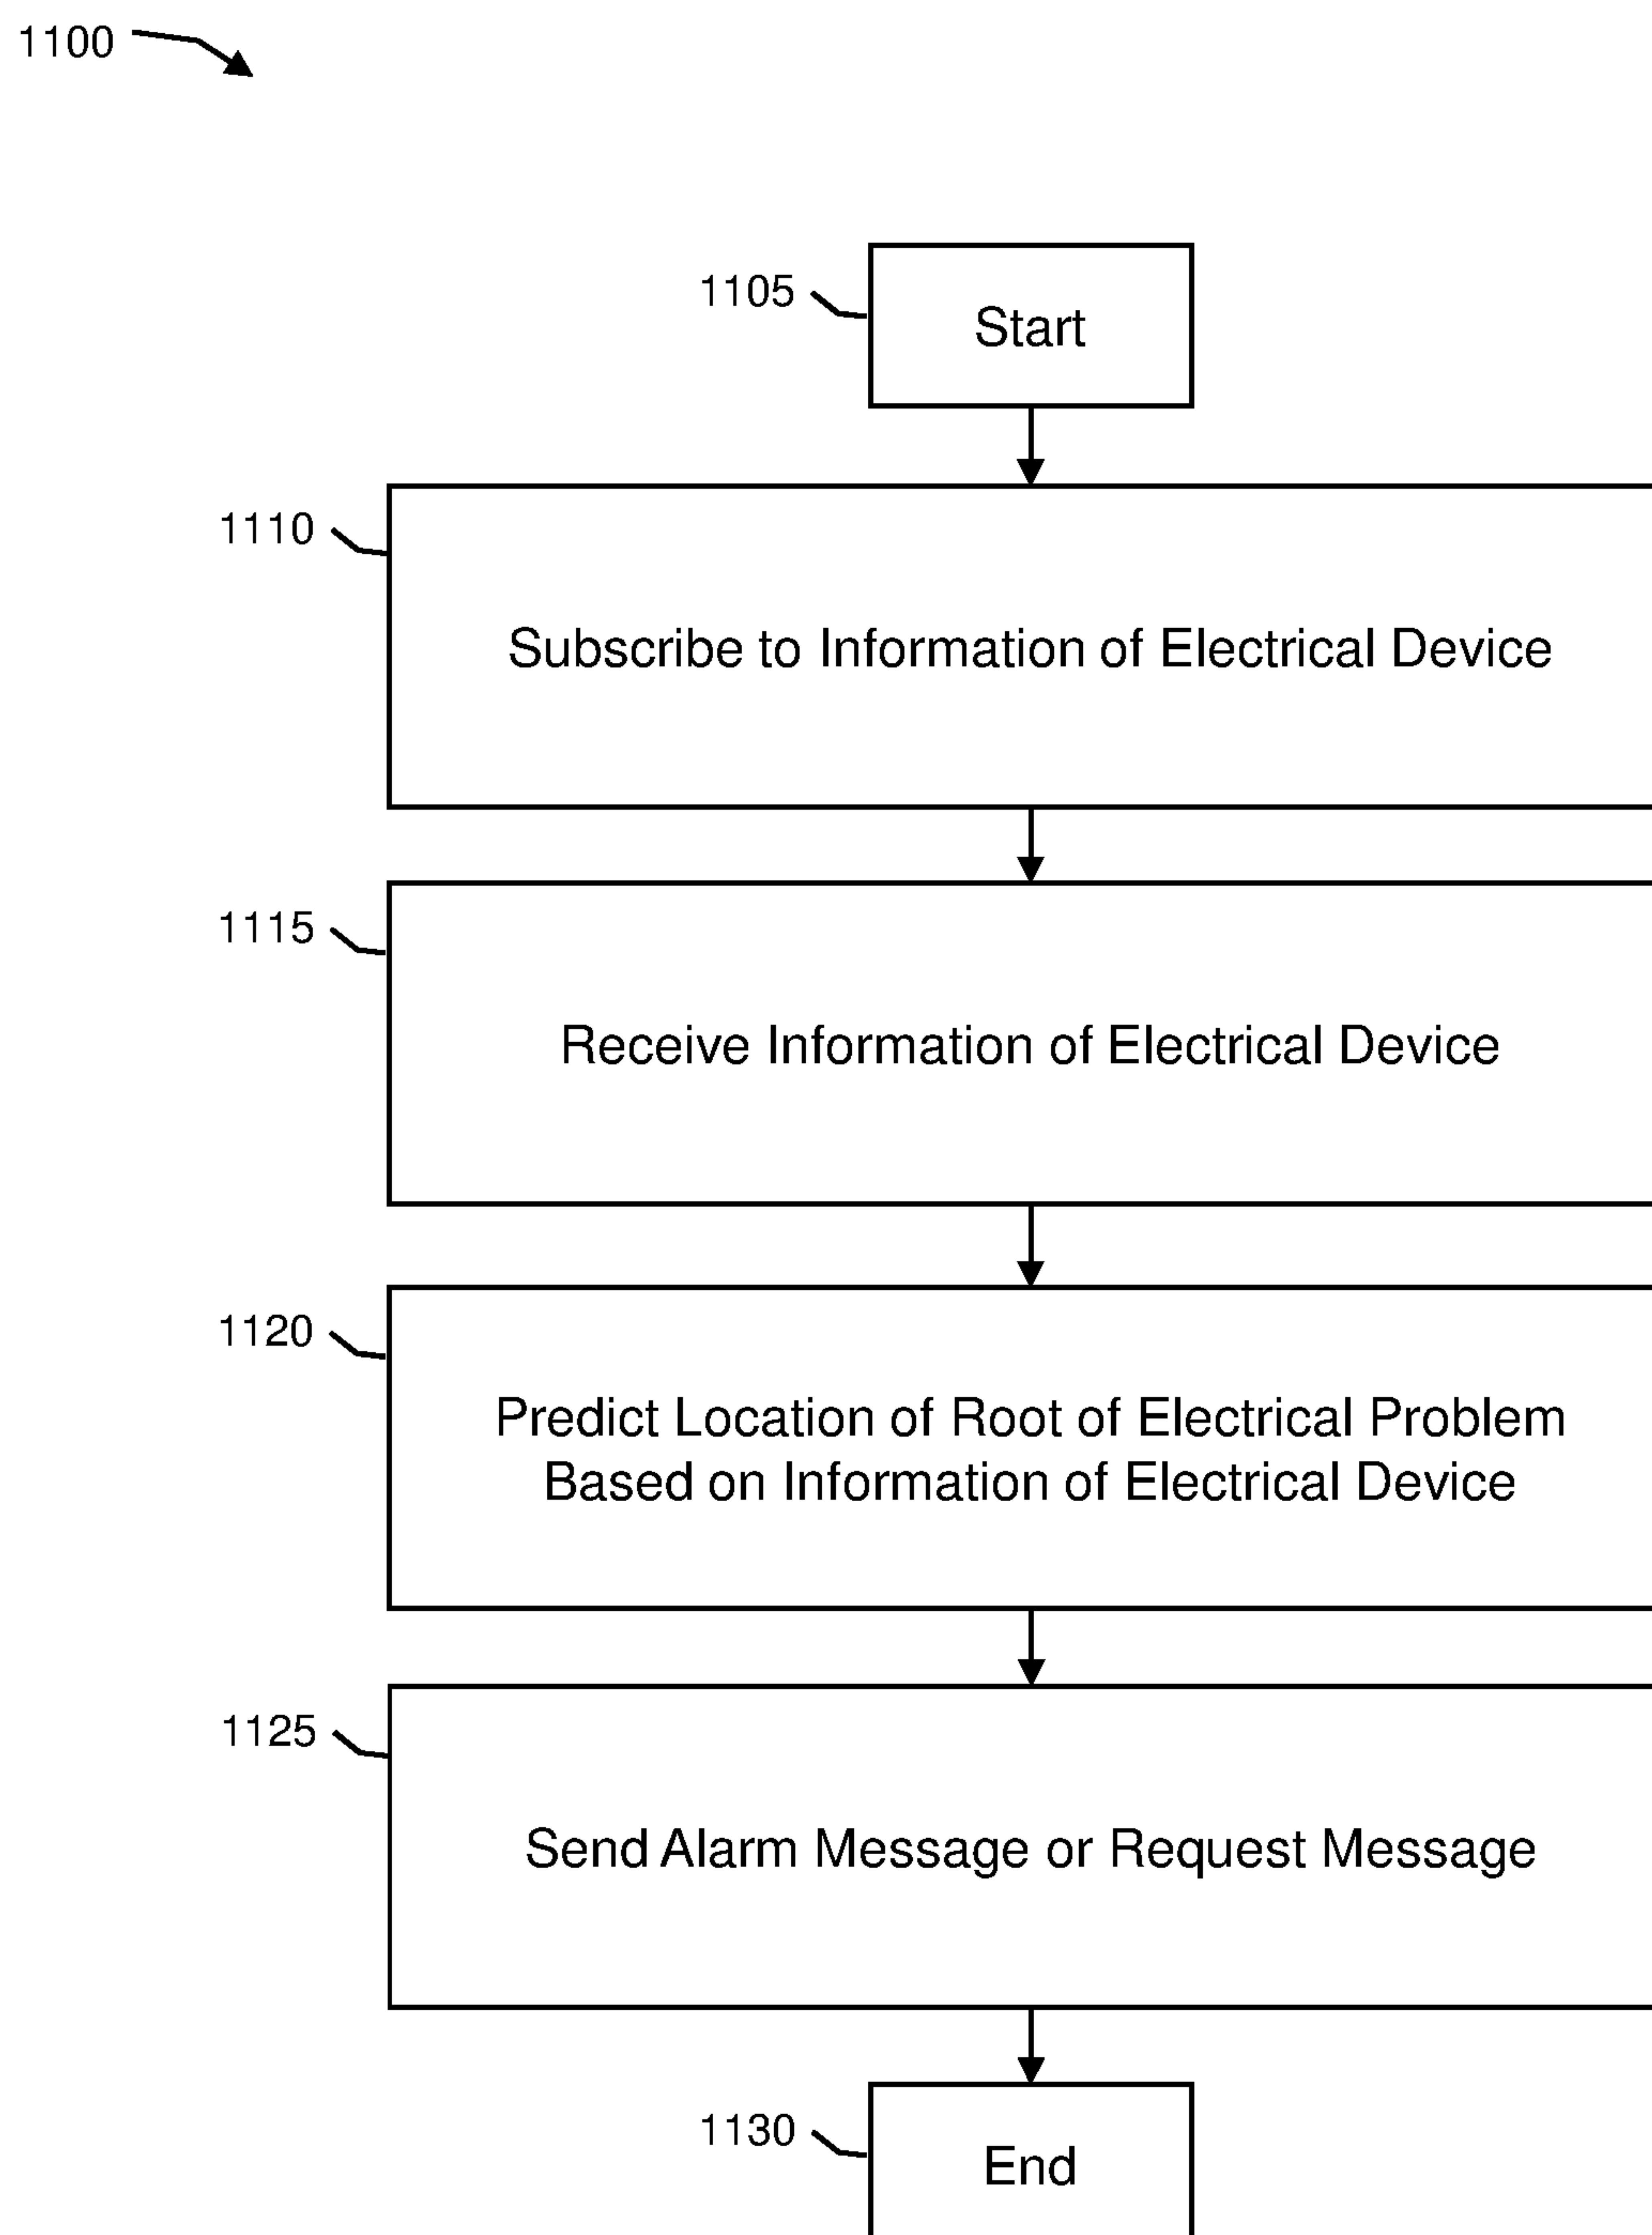 1100
1105
Start
1110
Subscribe to Information of Electrical Device
1115
Receive Information of Electrical Device
1120
Predict Location of Root of Electrical Problem
Based on Information of Electrical Device
1125
Send Alarm Message or Request Message
1130
End